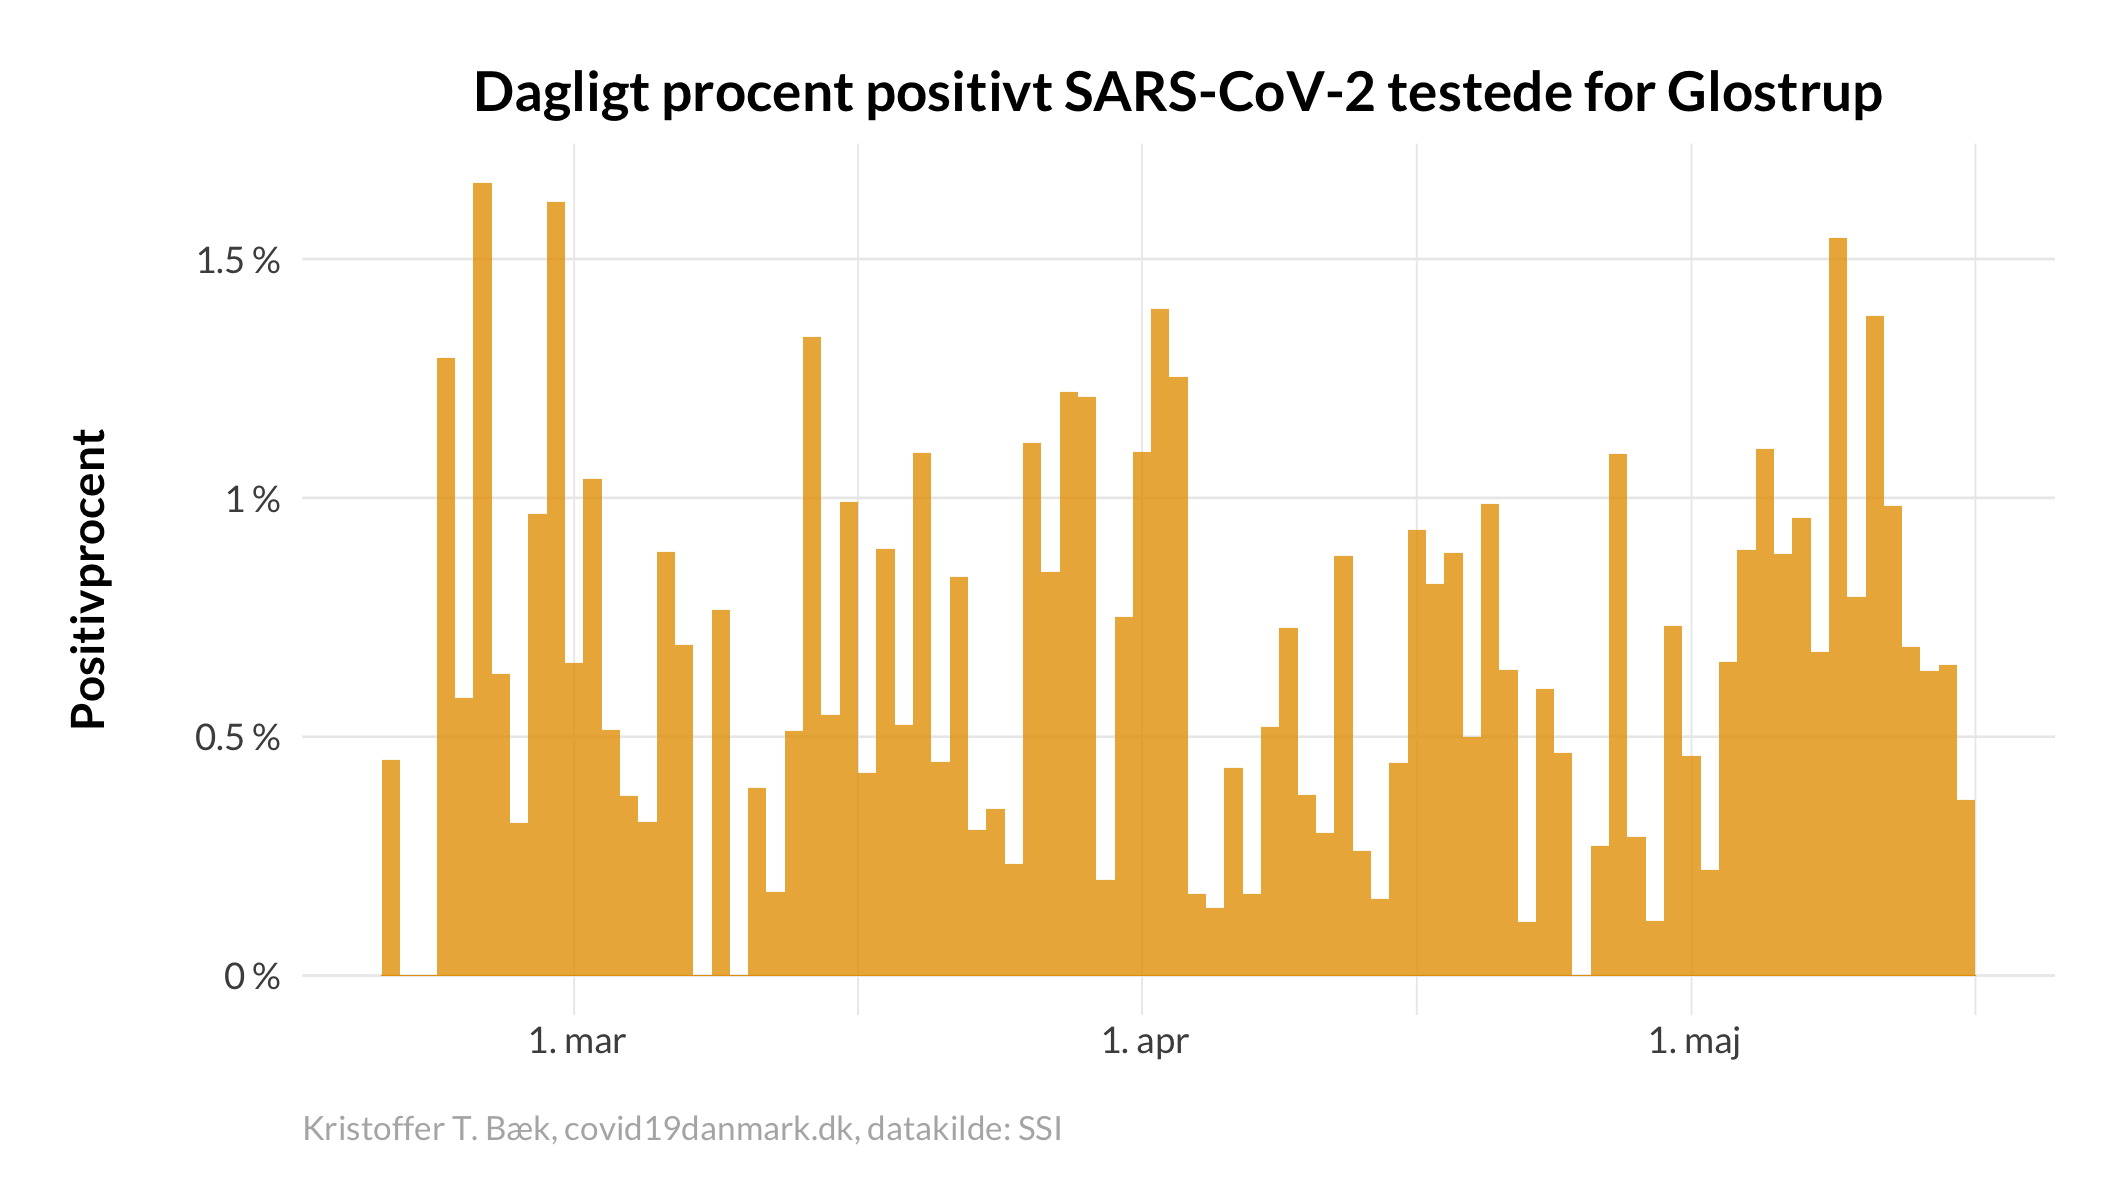 Dagligt procent positivt SARS-CoV-2 testede for Glostrup
Positivprocent
1.5 %
1 %
0.5 %
0 %
1. mar
1. apr
1. maj
Kristoffer T. Bæk, covid19danmark.dk, datakilde: SSI